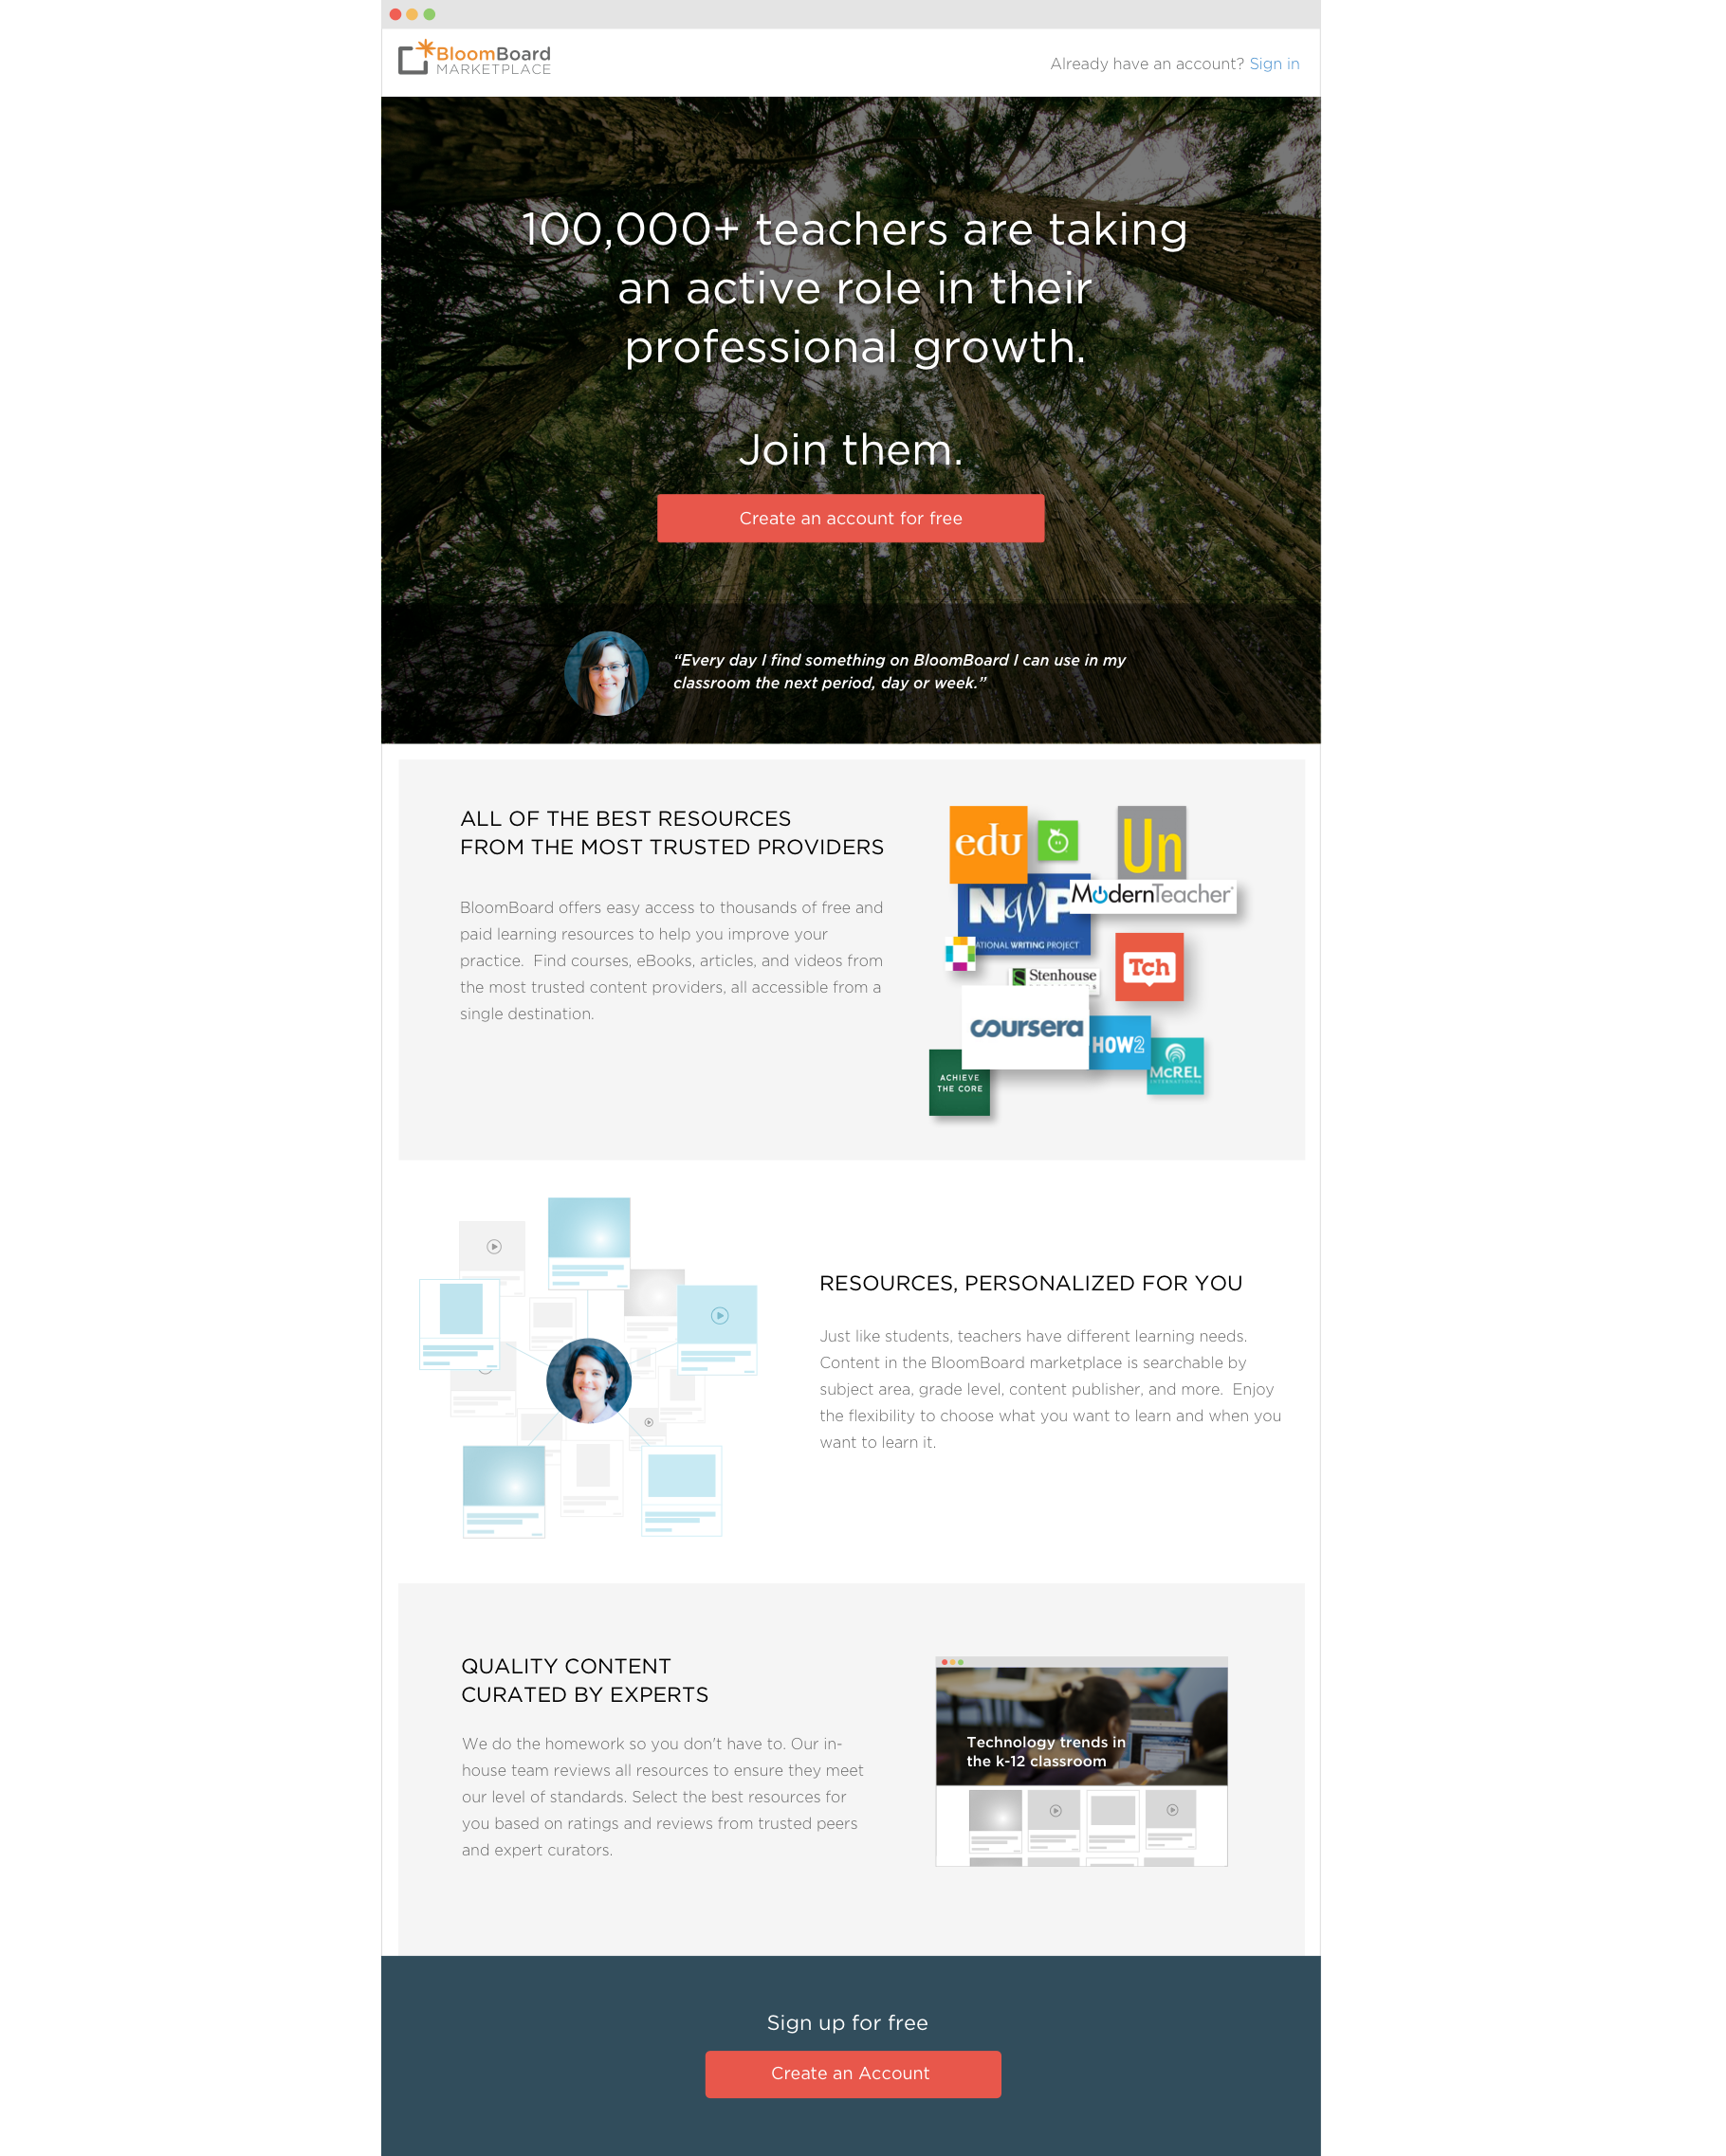 BloomBoard
MARKETPLACE
Already have an account? Sign in
100,000+ teachers are taking
an active role in their
professional growth.
Join them.
Create an account for free
“Every day I find something on BloomBoard I can use in my
classroom the next period, day or week.”
ALL OF THE BEST RESOURCES
FROM THE MOST TRUSTED PROVIDERS
BloomBoard offers easy access to thousands of free and
paid learning resources to help you improve your
practice.  Find courses, eBooks, articles, and videos from
the most trusted content providers, all accessible from a
single destination.
edu
Un
NWP
ModernTeacher
WRITING PROJECT
Tch
Stenhouse
coursera
HOW2
McREL
INTERNATIONAL
ACHIEVE
THE CORE
RESOURCES, PERSONALIZED FOR YOU
Just like students, teachers have different learning needs.
Content in the BloomBoard marketplace is searchable by
subject area, grade level, content publisher, and more.  Enjoy
the flexibility to choose what you want to learn and when you
want to learn it.
QUALITY CONTENT
CURATED BY EXPERTS
We do the homework so you don't have to. Our in-
house team reviews all resources to ensure they meet
our level of standards. Select the best resources for
you based on ratings and reviews from trusted peers
and expert curators.
Technology trends in
the k-12 classroom
Sign up for free
Create an Account